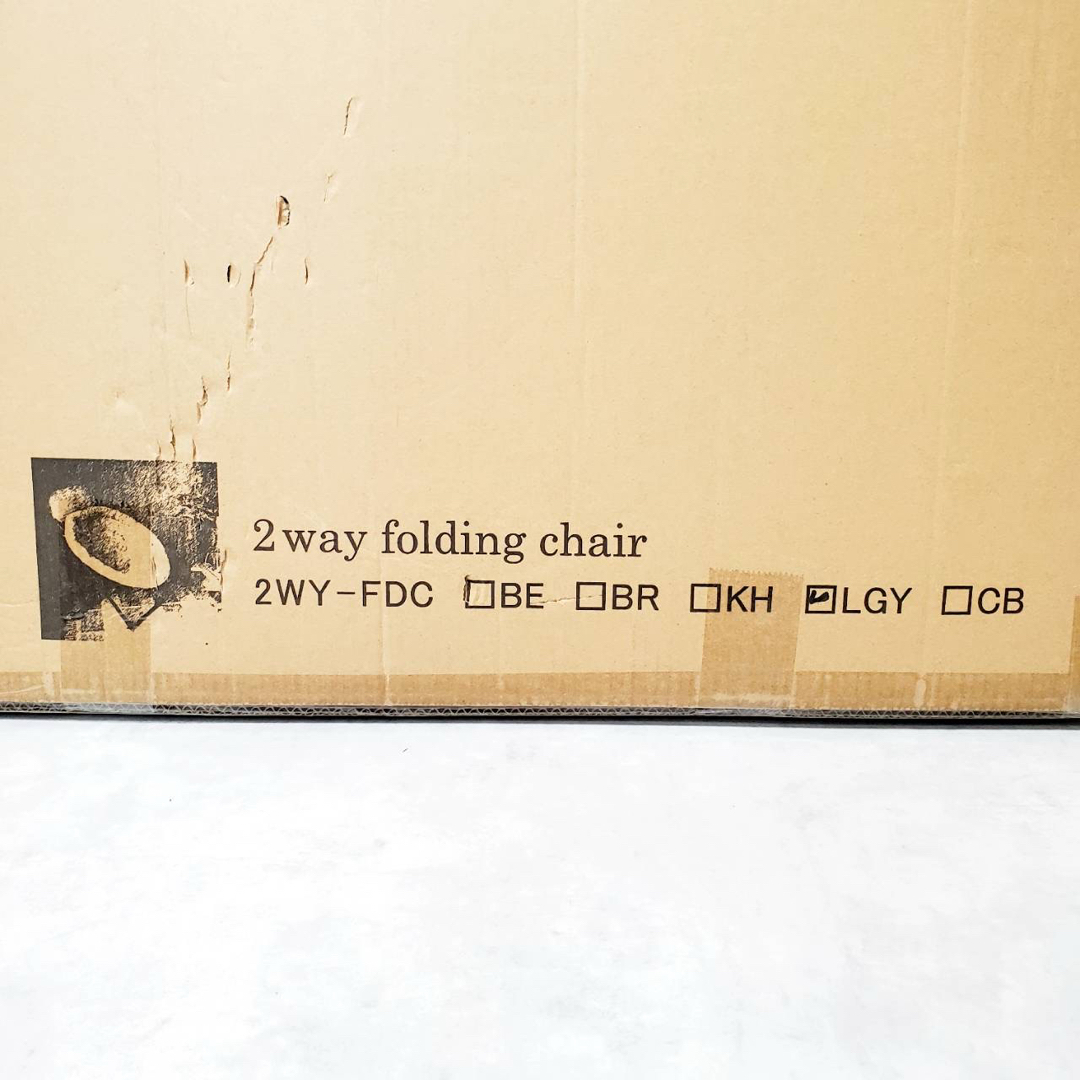 2way folding chair
2WY-FDC □BE □BR □KH ☑LGY □CB